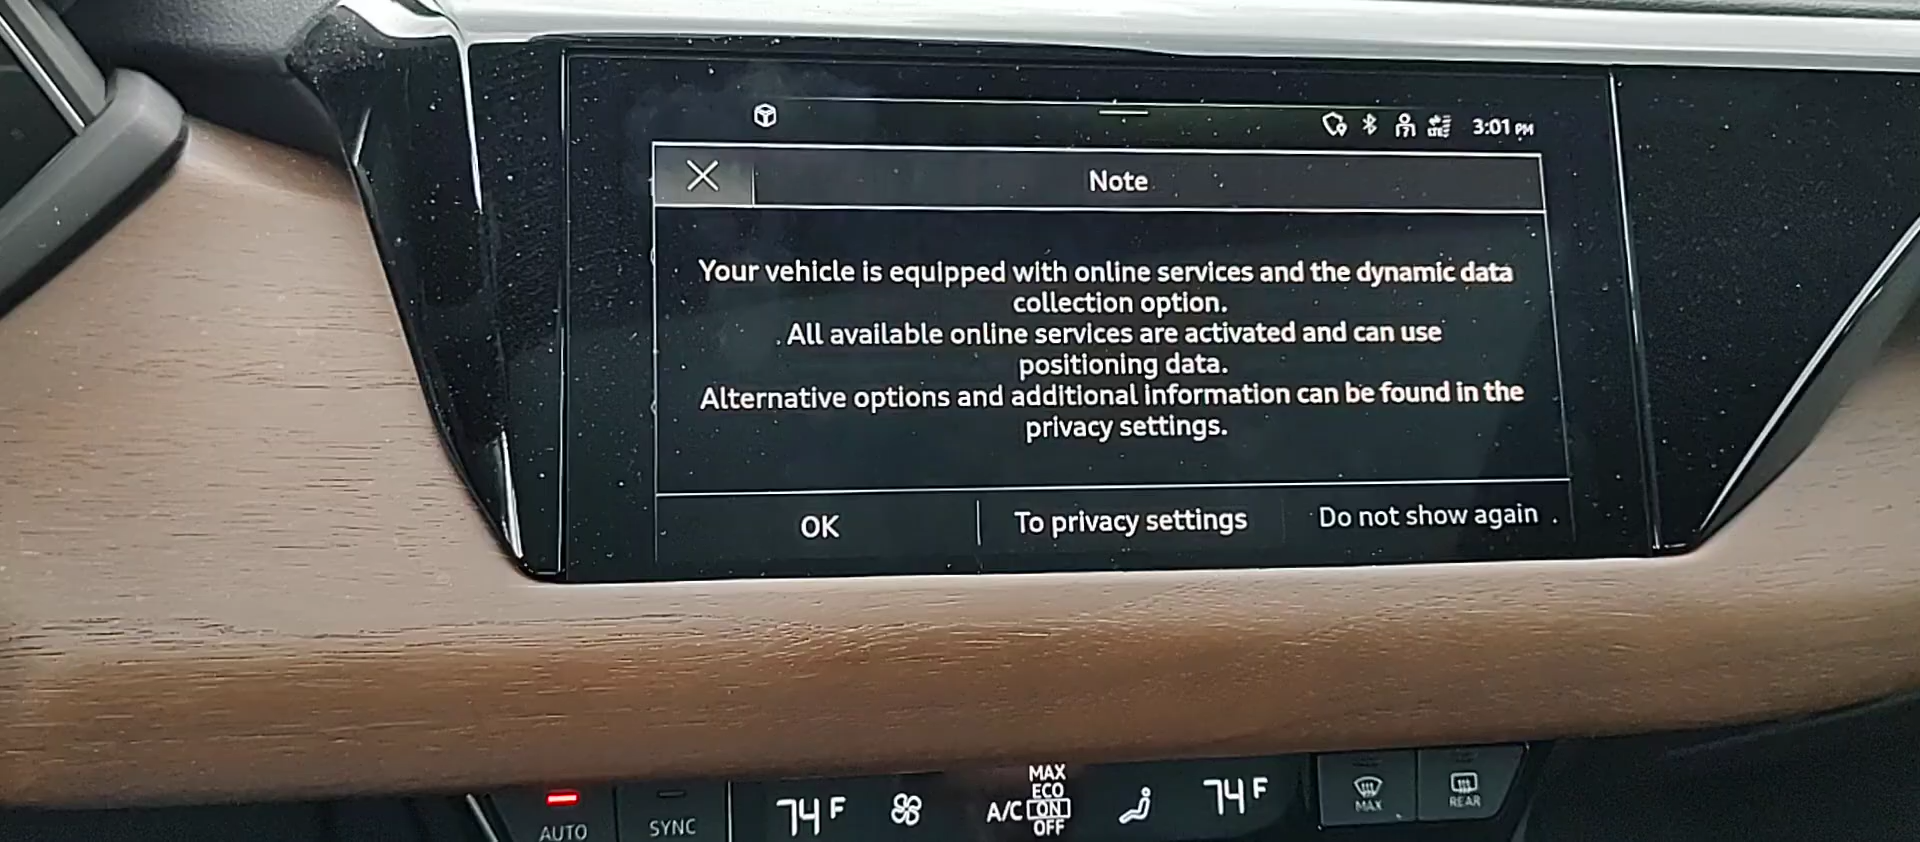 3:01 PM
Note
Your vehicle is equipped with online services and the dynamic data
collection option.
All available online services are activated and can use
positioning data.
Alternative options and additional information can be found in the
privacy settings.
OK
To privacy settings
Do not show again
AUTO
SYNC
74 F
MAX
ECO
A/C ON
OFF
74 F
MAX
REAR